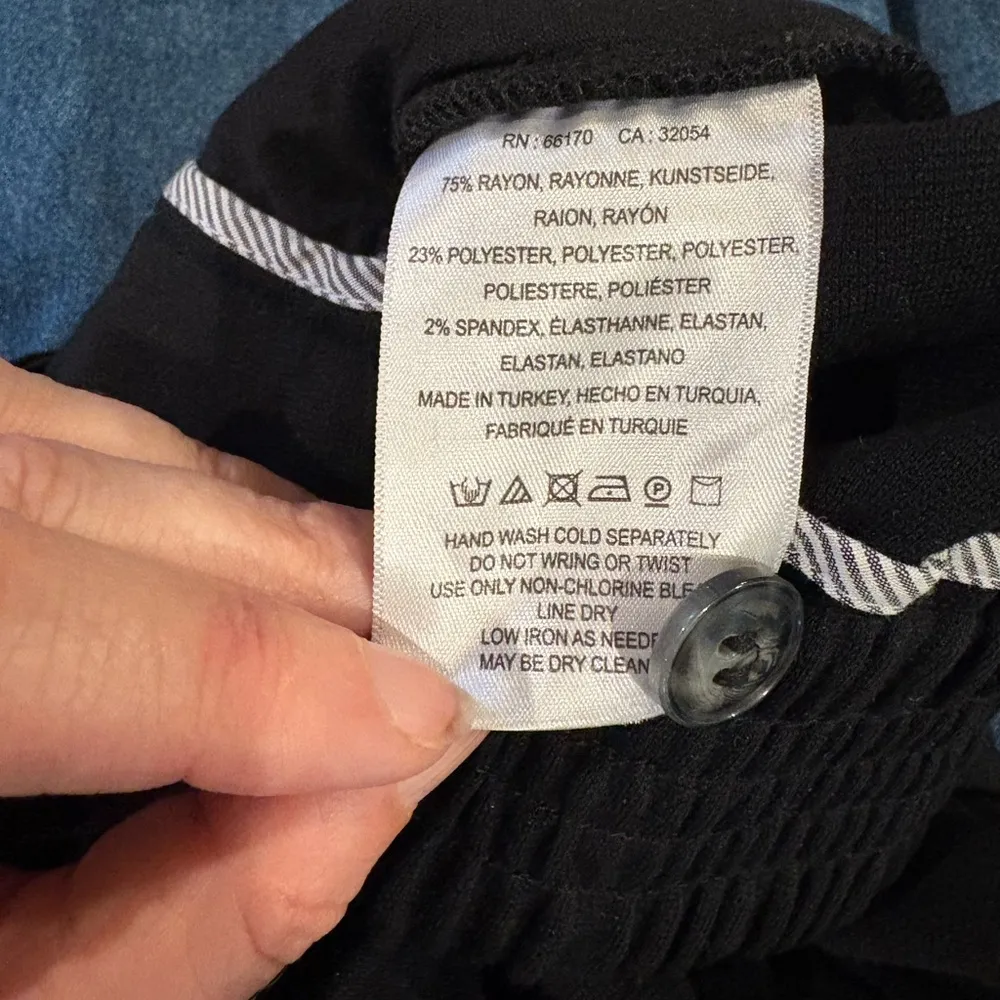 RN : 66170 CA : 32054
75% RAYON, RAYONNE, KUNSTSEIDE,
RAION, RAYÓN
23% POLYESTER, POLYESTER, POLYESTER,
POLIESTERE, POLIÉSTER
2% SPANDEX, ÉLASTHANNE, ELASTAN,
ELASTAN, ELASTANO
MADE IN TURKEY, HECHO EN TURQUIA,
FABRIQUÉ EN TURQUIE
P
HAND WASH COLD SEPARATELY
DO NOT WRING OR TWIST
USE ONLY NON-CHLORINE
LINE DRY
LOW IRON AS
MAY BE DRY CLEAN